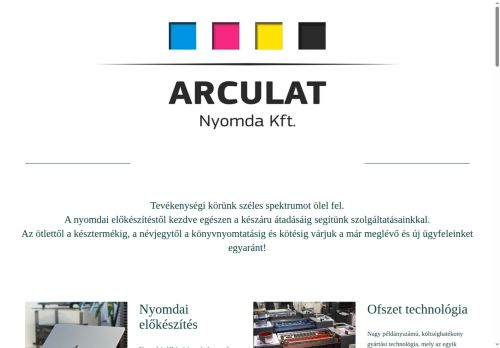 ARCULAT
Nyomda Kft.
Tevékenységi körünk széles spektrumot ölel fel.
A nyomdai előkészítéstől kezdve egészen a készáru átadásáig segítünk szolgáltatásainkkal.
Az ötlettől a késztermékig, a névjegytől a könyvnyomtatásig és kötésig várjuk a már meglévő és új ügyfeleinket
egyaránt!
Nyomdai
előkészítés
Ofszet technológia
Nagy példányszámú, költséghatékony
gyártási technológia, mely az egyik